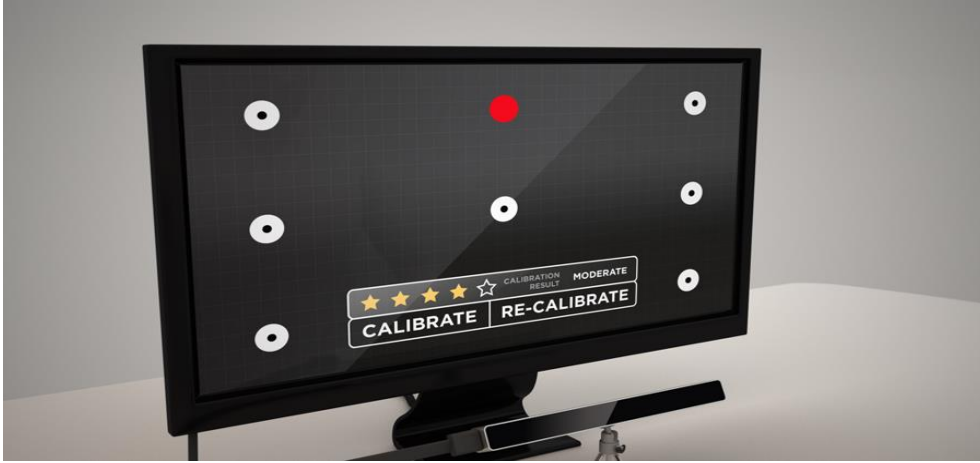 CALIBRATION
RESULT
MODERATE
CALIBRATE
RE-CALIBRATE